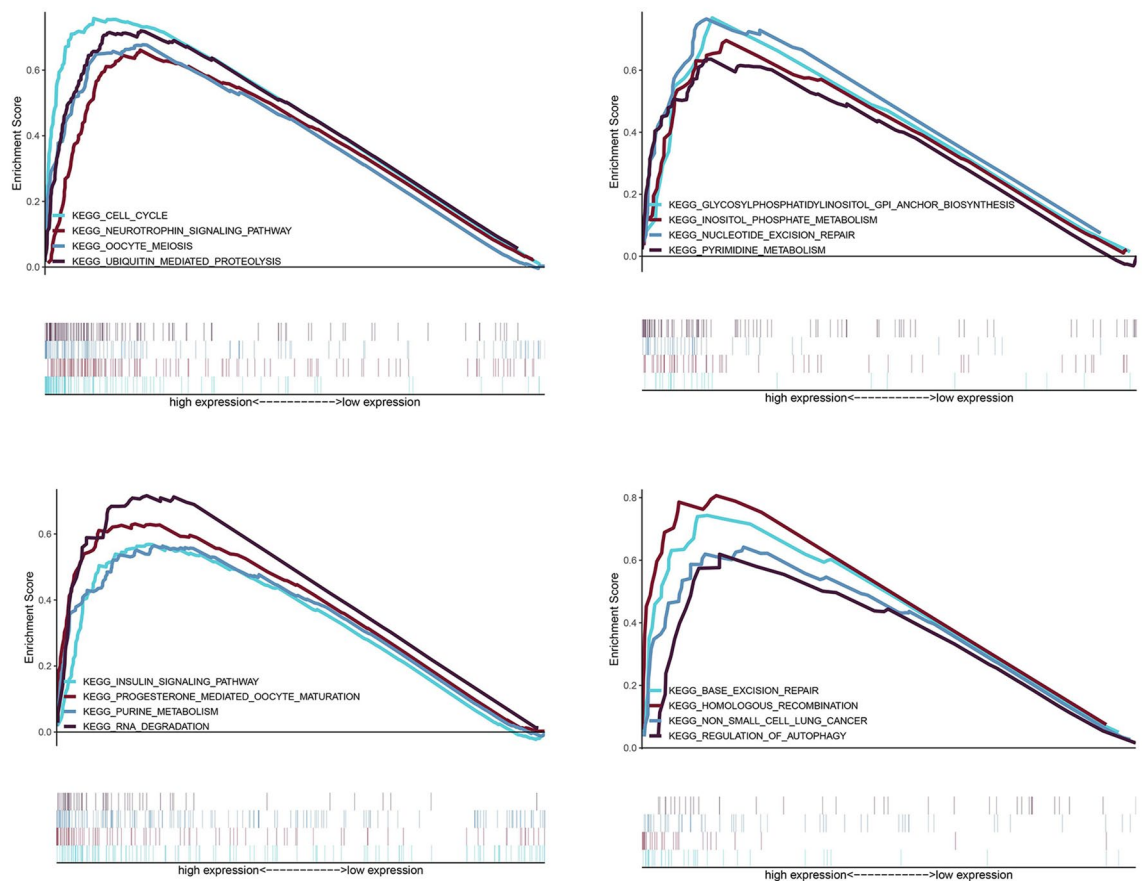 Enrichment Score
0.6
0.4
0.2
0.0
KEGG_CELL_CYCLE
KEGG_NEUROTROPHIN_SIGNALING_PATHWAY
KEGG_OOCYTE_MEIOSIS
KEGG_UBIQUITIN_MEDIATED_PROTEOLYSIS
high expression<------------->low expression
Enrichment Score
0.6
0.4
0.2
0.0
KEGG_GLYCOSYLPHOSPHATIDYLINOSITOL_GPI_ANCHOR_BIOSYNTHESIS
KEGG_INOSITOL_PHOSPHATE_METABOLISM
KEGG_NUCLEOTIDE_EXCISION_REPAIR
KEGG_PYRIMIDINE_METABOLISM
high expression<------------->low expression
Enrichment Score
0.6
0.4
0.2
0.0
KEGG_INSULIN_SIGNALING_PATHWAY
KEGG_PROGESTERONE_MEDIATED_OOCYTE_MATURATION
KEGG_PURINE_METABOLISM
KEGG_RNA_DEGRADATION
high expression<------------->low expression
Enrichment Score
0.8
0.6
0.4
0.2
0.0
KEGG_BASE_EXCISION_REPAIR
KEGG_HOMOLOGOUS_RECOMBINATION
KEGG_NON_SMALL_CELL_LUNG_CANCER
KEGG_REGULATION_OF_AUTOPHAGY
high expression<------------->low expression